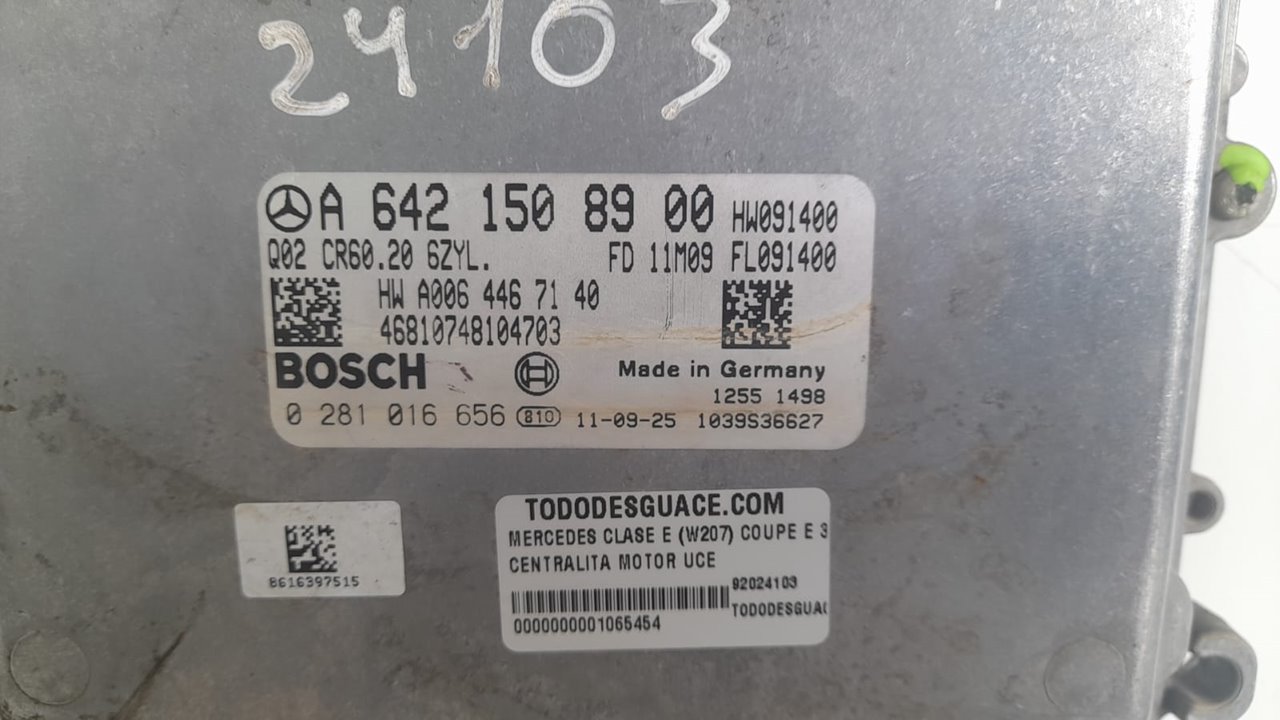 24103
A 642 150 89 00 HW091400
Q02 CR60.20 6ZYL. FD 11M09 FL091400
HW A006 446 71 40
46810748104703
BOSCH Made in Germany
1255 1498
0 281 016 656 810 11-09-25 1039S36627
8616397515
TODODESGUACE.COM
MERCEDES CLASE E (W207) COUPE E 3
CENTRALITA MOTOR UCE
92024103
TODODESGUAC
0000000001065454